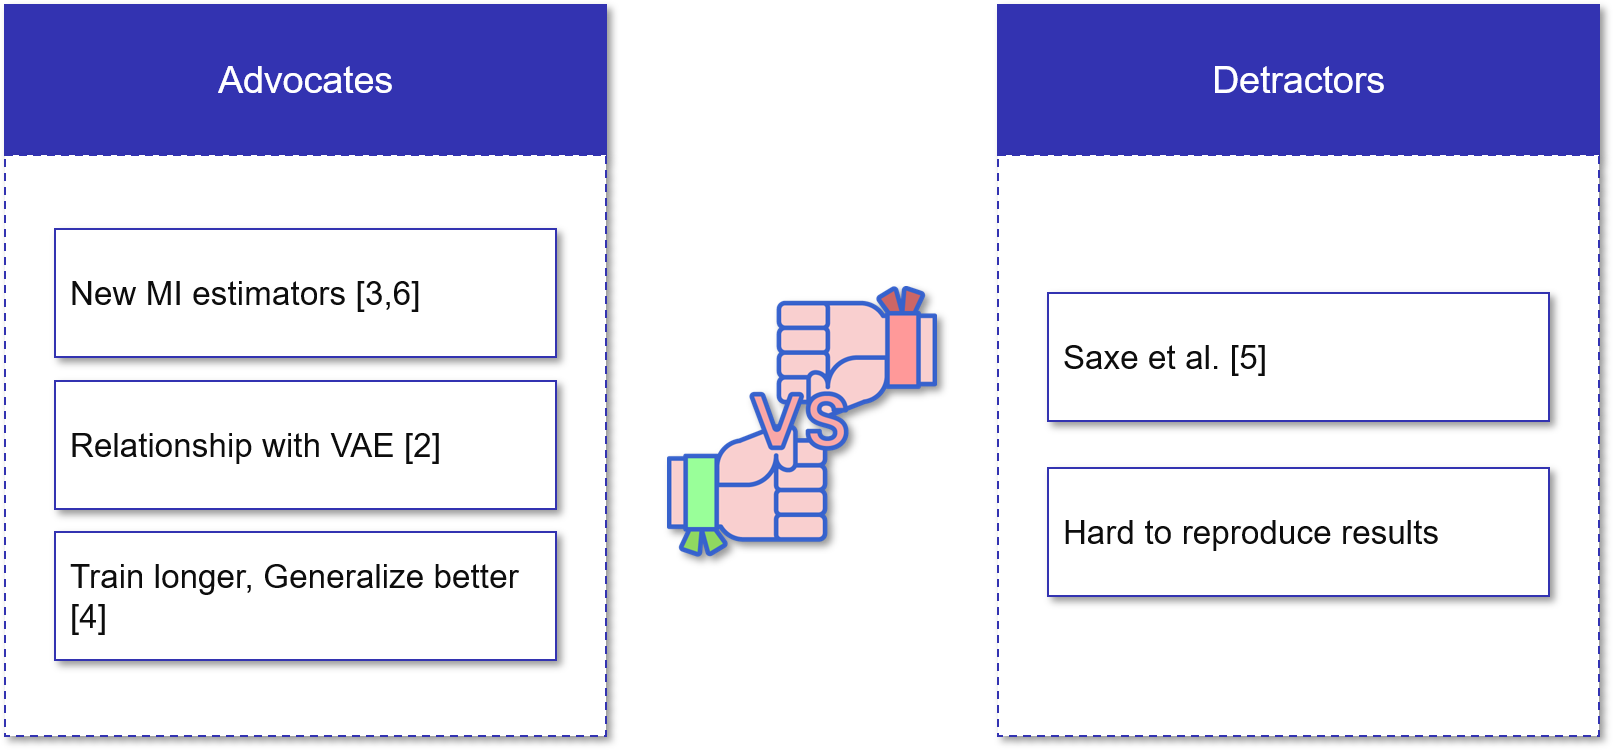 Advocates
New MI estimators [3,6]
Relationship with VAE [2]
Train longer, Generalize better
[4]
VS
Detractors
Saxe et al. [5]
Hard to reproduce results